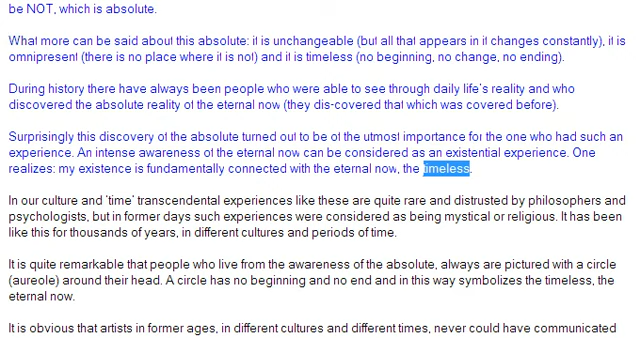 be NOT, which is absolute.
What more can be said about this absolute: it is unchangeable (but all that appears in it changes constantly), it is
omnipresent (there is no place where it is not) and it is timeless (no beginning, no change, no ending).
During history there have always been people who were able to see through daily life's reality and who
discovered the absolute reality of the eternal now (they dis-covered that which was covered before).
Surprisingly this discovery of the absolute turned out to be of the utmost importance for the one who had such an
experience. An intense awareness of the eternal now can be considered as an existential experience. One
realizes: my existence is fundamentally connected with the eternal now, the timeless.
In our culture and 'time' transcendental experiences like these are quite rare and distrusted by philosophers and
psychologists, but in former days such experiences were considered as being mystical or religious. It has been
like this for thousands of years, in different cultures and periods of time.
It is quite remarkable that people who live from the awareness of the absolute, always are pictured with a circle
(aureole) around their head. A circle has no beginning and no end and in this way symbolizes the timeless, the
eternal now.
It is obvious that artists in former ages, in different cultures and different times, never could have communicated